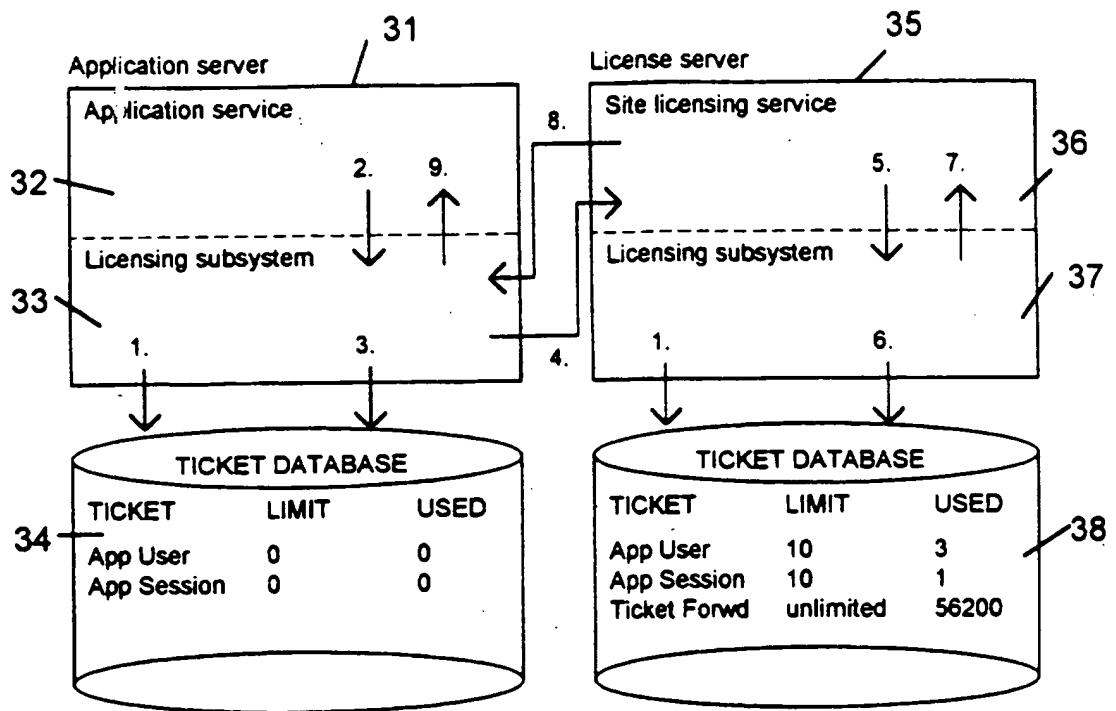 31
35
Application server
License server
Application service
Site licensing service
8.
36
32
2.
9.
5.
7.
Licensing subsystem
Licensing subsystem
37
33
1.
3.
4.
1.
6.
TICKET DATABASE
TICKET DATABASE
TICKET LIMIT USED
TICKET LIMIT USED
34
38
App User 0 0
App User 10 3
App Session 0 0
App Session 10 1
Ticket Forwd unlimited 56200